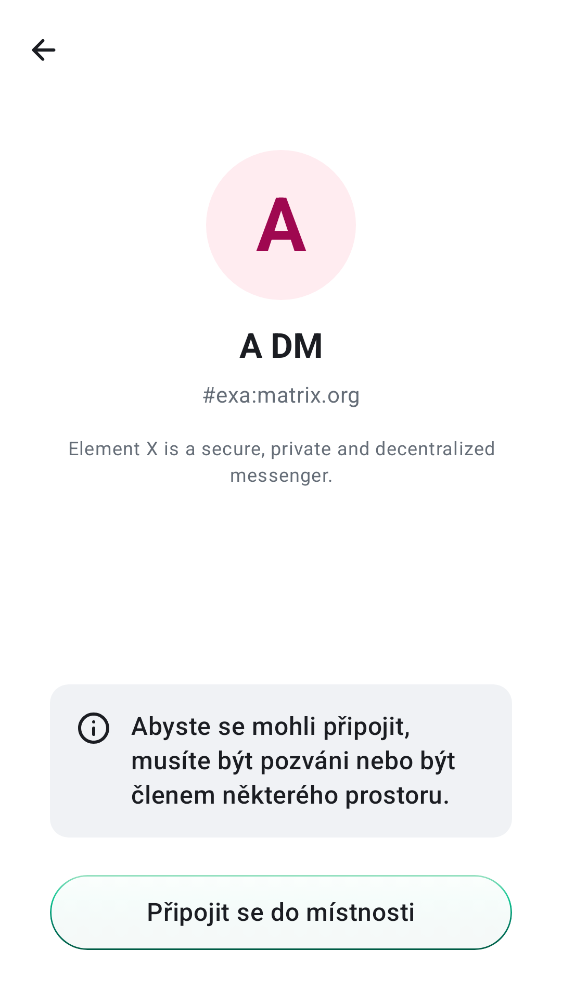 A
A DM
#exa:matrix.org
Element X is a secure, private and decentralized
messenger.
Abyste se mohli připojit,
musíte být pozváni nebo být
členem některého prostoru.
Připojit se do místnosti